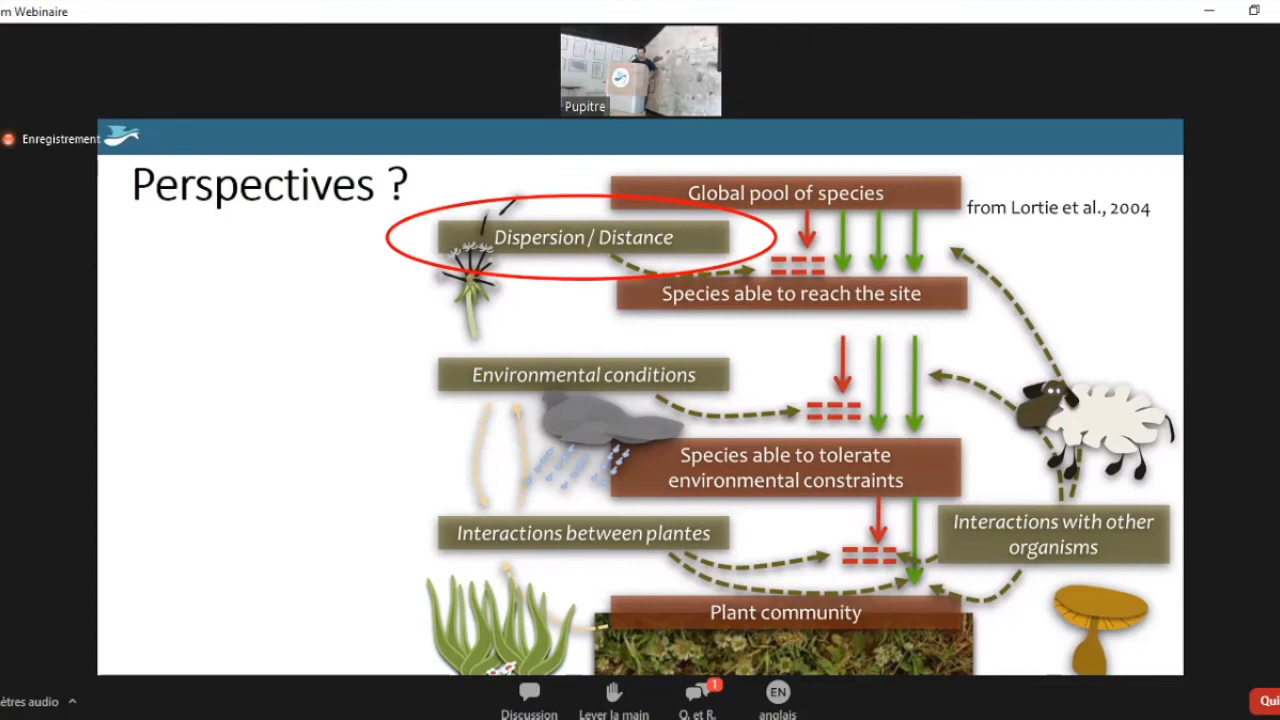 m Webinaire
Pupitre
Enregistrement
Perspectives ?
Global pool of species
from Lortie et al., 2004
Dispersion / Distance
Species able to reach the site
Environmental conditions
Species able to tolerate
environmental constraints
Interactions between plantes
Interactions with other
organisms
Plant community
ètres audio
Discussion
Lever la main
1
Q. et R.
EN
anglais
Qui